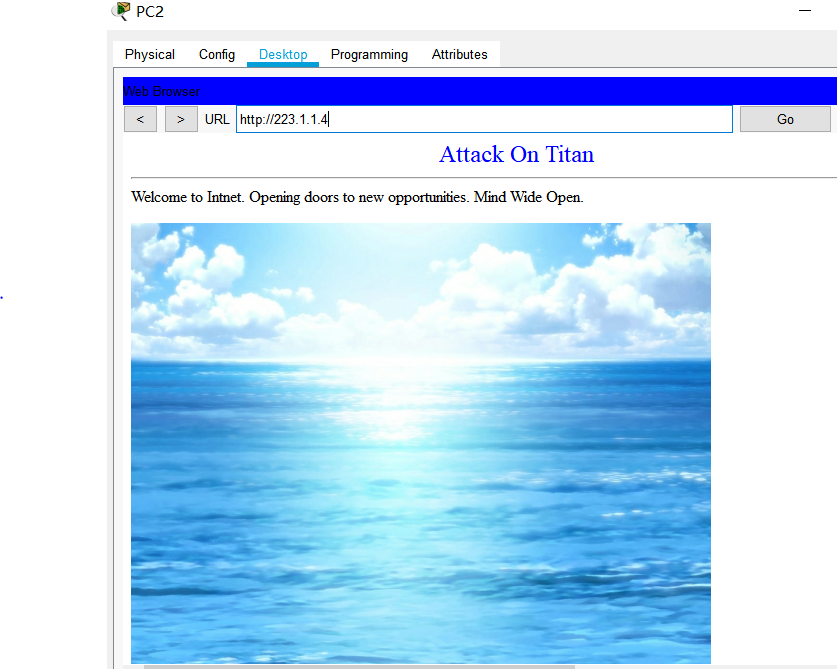 PC2
Physical Config Desktop Programming Attributes
Web Browser
< > URL http://223.1.1.4 Go
Attack On Titan
Welcome to Intnet. Opening doors to new opportunities. Mind Wide Open.